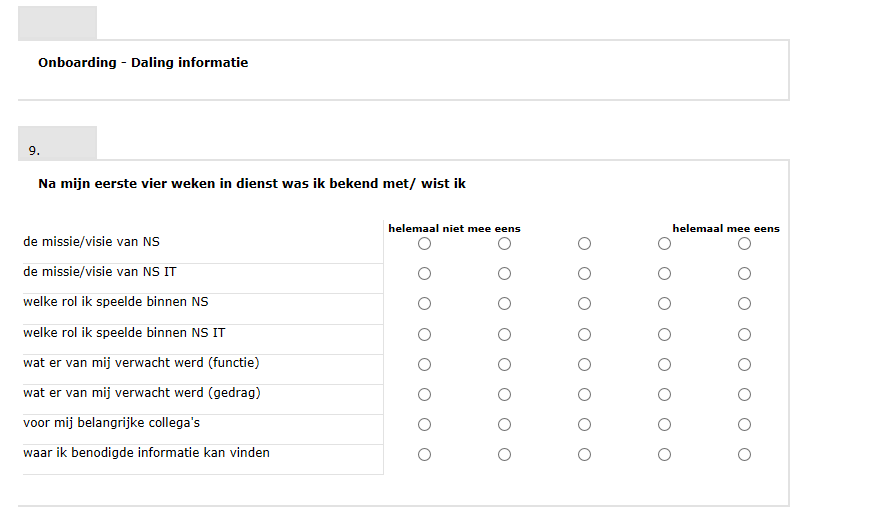 Onboarding - Daling informatie
9.
Na mijn eerste vier weken in dienst was ik bekend met/ wist ik
helemaal niet mee eens helemaal mee eens
de missie/visie van NS
de missie/visie van NS IT
welke rol ik speelde binnen NS
welke rol ik speelde binnen NS IT
wat er van mij verwacht werd (functie)
wat er van mij verwacht werd (gedrag)
voor mij belangrijke collega's
waar ik benodigde informatie kan vinden